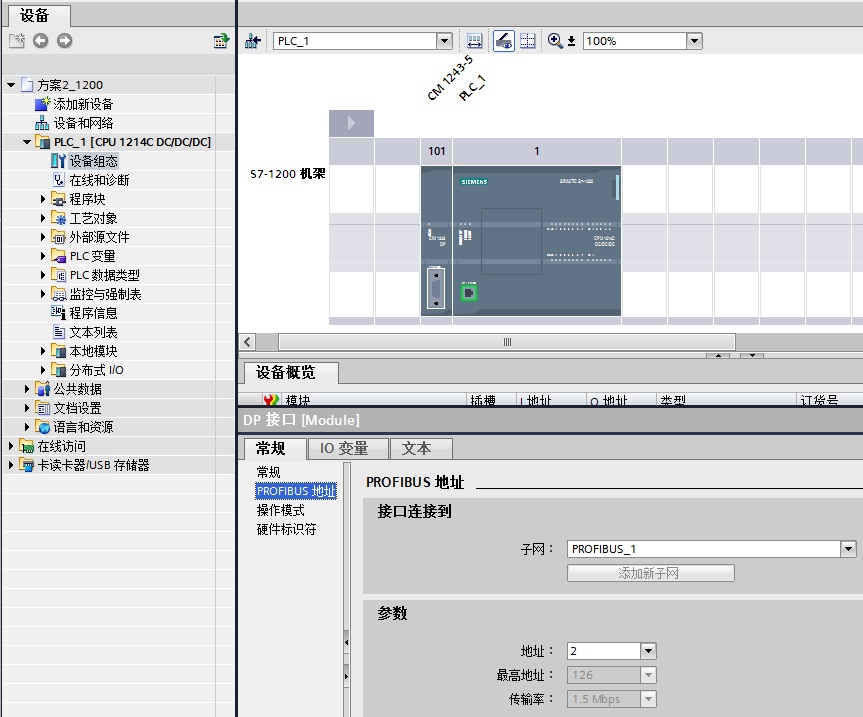 设备
方案2_1200
添加新设备
设备和网络
PLC_1 [CPU 1214C DC/DC/DC]
设备组态
在线和诊断
程序块
工艺对象
外部源文件
PLC 变量
PLC 数据类型
监控与强制表
程序信息
文本列表
本地模块
分布式 I/O
公共数据
文档设置
语言和资源
在线访问
卡读卡器/USB 存储器
PLC_1
100%
CM 1243-5
PLC_1
101
1
S7-1200 机架
SIEMENS
SIMATIC S7-1200
CM 1243
DP
CPU 1214C
DC/DC/DC
设备概览
模块
插槽
I 地址
Q 地址
类型
订货号
DP 接口 [Module]
常规
IO 变量
文本
常规
PROFIBUS 地址
操作模式
硬件标识符
PROFIBUS 地址
接口连接到
子网：
PROFIBUS_1
添加新子网
参数
地址：
2
最高地址：
126
传输率：
1.5 Mbps